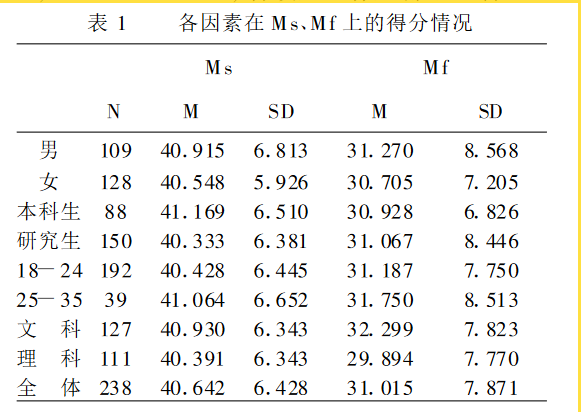 表 1 各因素在 Ms、Mf 上的得分情况
Ms Mf
N M SD M SD
男 109 40.915 6.813 31.270 8.568
女 128 40.548 5.926 30.705 7.205
本科生 88 41.169 6.510 30.928 6.826
研究生 150 40.333 6.381 31.067 8.446
18—24 192 40.428 6.445 31.187 7.750
25—35 39 41.064 6.652 31.750 8.513
文 科 127 40.930 6.343 32.299 7.823
理 科 111 40.391 6.343 29.894 7.770
全 体 238 40.642 6.428 31.015 7.871